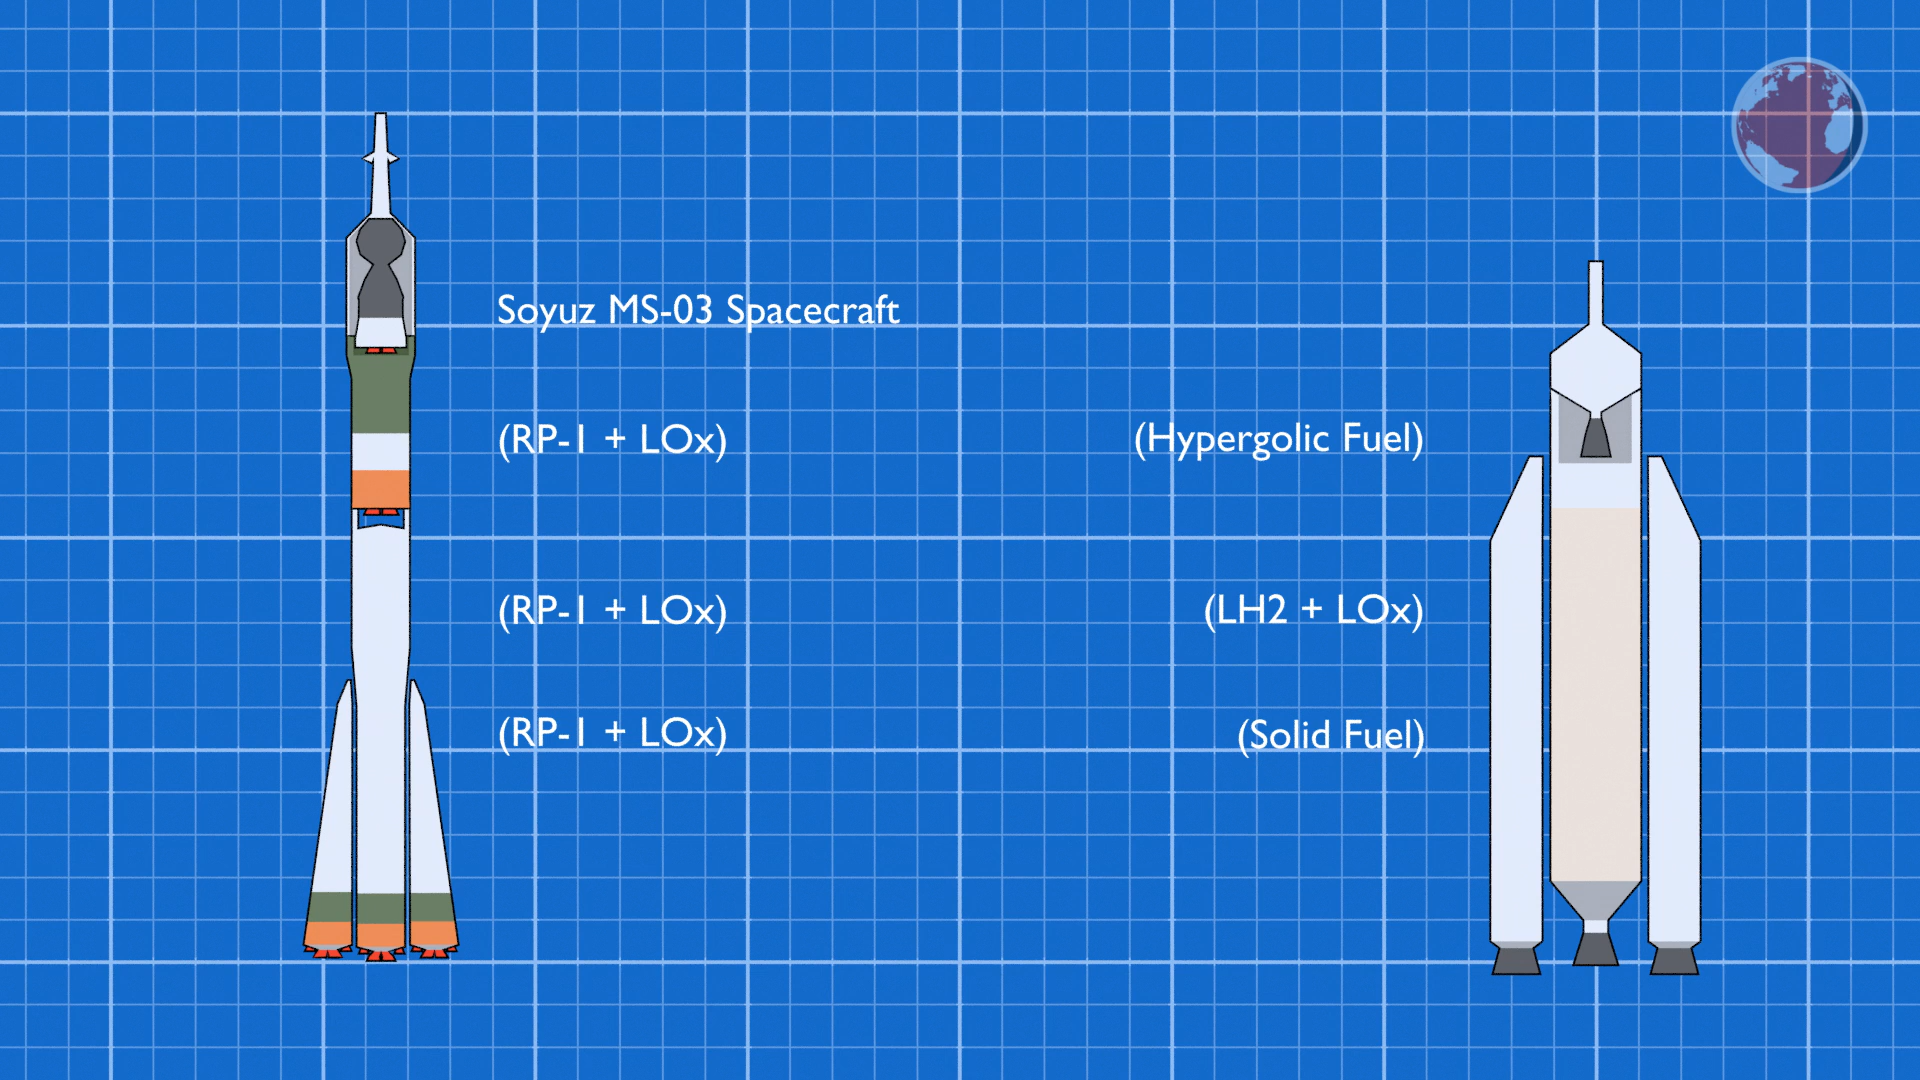 Soyuz MS-03 Spacecraft
(RP-1 + LOx)
(RP-1 + LOx)
(RP-1 + LOx)
(Hypergolic Fuel)
(LH2 + LOx)
(Solid Fuel)